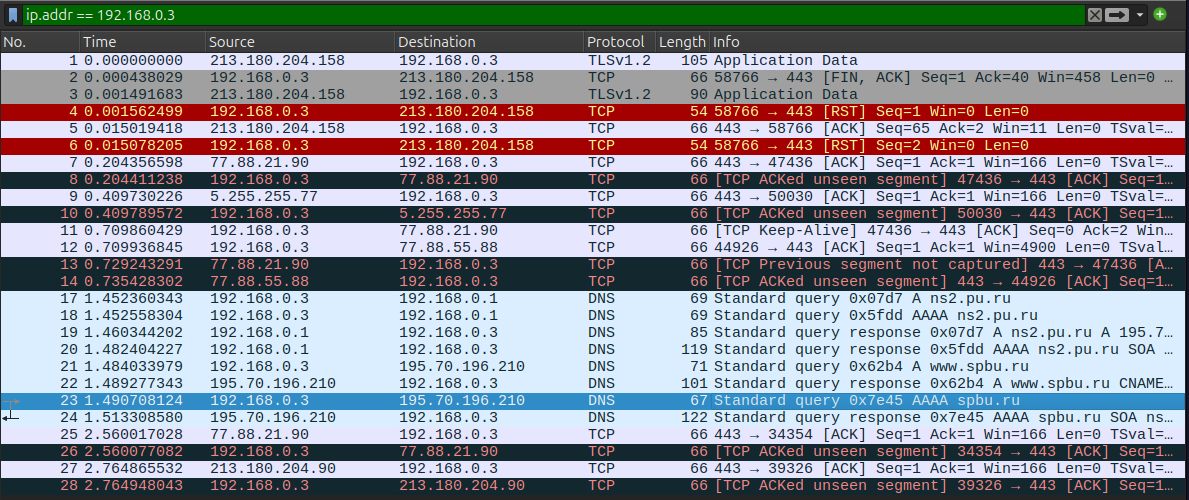 ip.addr == 192.168.0.3
No. Time Source Destination Protocol Length Info
1 0.000000000 213.180.204.158 192.168.0.3 TLSv1.2 105 Application Data
2 0.000438029 192.168.0.3 213.180.204.158 TCP 66 58766 → 443 [FIN, ACK] Seq=1 Ack=40 Win=458 Len=0 …
3 0.001491683 213.180.204.158 192.168.0.3 TLSv1.2 90 Application Data
4 0.001562499 192.168.0.3 213.180.204.158 TCP 54 58766 → 443 [RST] Seq=1 Win=0 Len=0
5 0.015019418 213.180.204.158 192.168.0.3 TCP 66 443 → 58766 [ACK] Seq=65 Ack=2 Win=11 Len=0 TSval=…
6 0.015078205 192.168.0.3 213.180.204.158 TCP 54 58766 → 443 [RST] Seq=2 Win=0 Len=0
7 0.204356598 77.88.21.90 192.168.0.3 TCP 66 443 → 47436 [ACK] Seq=1 Ack=1 Win=166 Len=0 TSval=…
8 0.204411238 192.168.0.3 77.88.21.90 TCP 66 [TCP ACKed unseen segment] 47436 → 443 [ACK] Seq=1…
9 0.409730226 5.255.255.77 192.168.0.3 TCP 66 443 → 50030 [ACK] Seq=1 Ack=1 Win=166 Len=0 TSval=…
10 0.409789572 192.168.0.3 5.255.255.77 TCP 66 [TCP ACKed unseen segment] 50030 → 443 [ACK] Seq=1…
11 0.709860429 192.168.0.3 77.88.21.90 TCP 66 [TCP Keep-Alive] 47436 → 443 [ACK] Seq=0 Ack=2 Win…
12 0.709936845 192.168.0.3 77.88.55.88 TCP 66 44926 → 443 [ACK] Seq=1 Ack=1 Win=4900 Len=0 TSval…
13 0.729243291 77.88.21.90 192.168.0.3 TCP 66 [TCP Previous segment not captured] 443 → 47436 [A…
14 0.735428302 77.88.55.88 192.168.0.3 TCP 66 [TCP ACKed unseen segment] 443 → 44926 [ACK] Seq=1…
17 1.452360343 192.168.0.3 192.168.0.1 DNS 69 Standard query 0x07d7 A ns2.pu.ru
18 1.452558304 192.168.0.3 192.168.0.1 DNS 69 Standard query 0x5fdd AAAA ns2.pu.ru
19 1.460344202 192.168.0.1 192.168.0.3 DNS 85 Standard query response 0x07d7 A ns2.pu.ru A 195.7…
20 1.482404227 192.168.0.1 192.168.0.3 DNS 119 Standard query response 0x5fdd AAAA ns2.pu.ru SOA …
21 1.484033979 192.168.0.3 195.70.196.210 DNS 71 Standard query 0x62b4 A www.spbu.ru
22 1.489277343 195.70.196.210 192.168.0.3 DNS 101 Standard query response 0x62b4 A www.spbu.ru CNAME…
23 1.490708124 192.168.0.3 195.70.196.210 DNS 67 Standard query 0x7e45 AAAA spbu.ru
24 1.513308580 195.70.196.210 192.168.0.3 DNS 122 Standard query response 0x7e45 AAAA spbu.ru SOA ns…
25 2.560017028 77.88.21.90 192.168.0.3 TCP 66 443 → 34354 [ACK] Seq=1 Ack=1 Win=166 Len=0 TSval=…
26 2.560077082 192.168.0.3 77.88.21.90 TCP 66 [TCP ACKed unseen segment] 34354 → 443 [ACK] Seq=1…
27 2.764865532 213.180.204.90 192.168.0.3 TCP 66 443 → 39326 [ACK] Seq=1 Ack=1 Win=166 Len=0 TSval=…
28 2.764948043 192.168.0.3 213.180.204.90 TCP 66 [TCP ACKed unseen segment] 39326 → 443 [ACK] Seq=1…